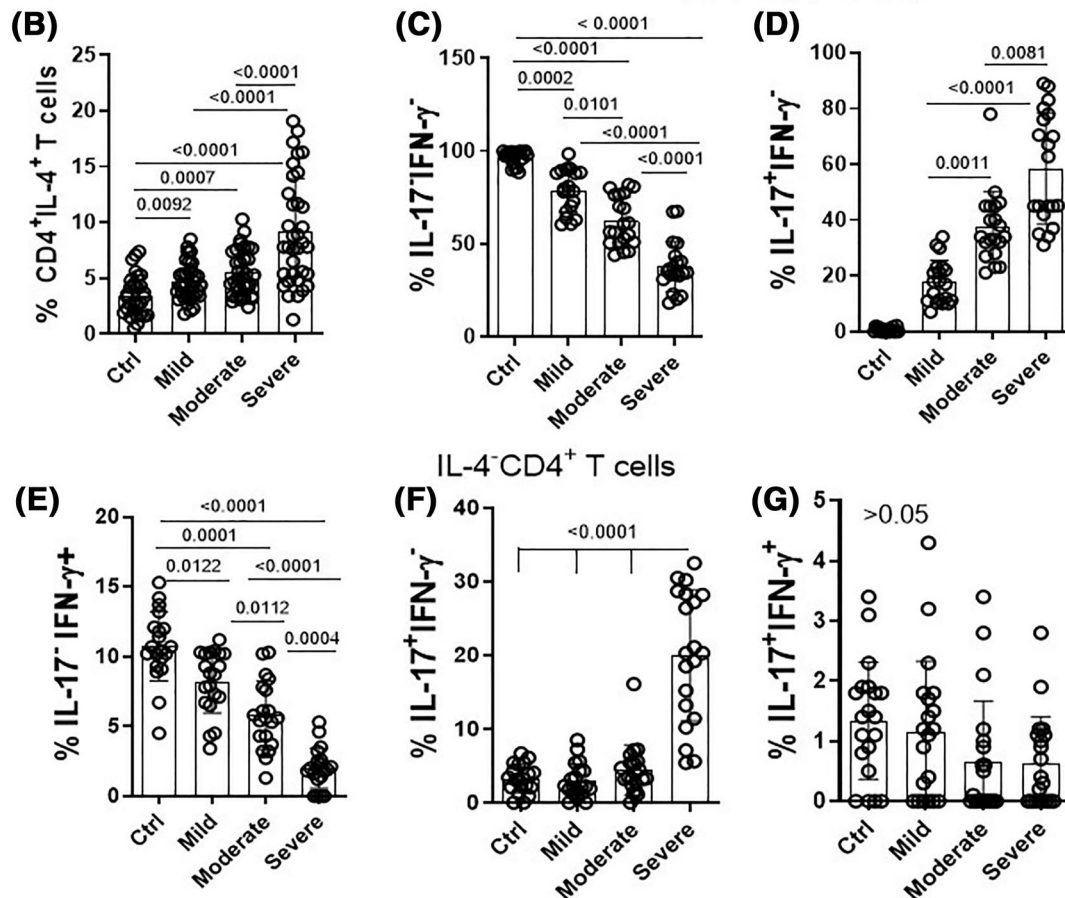 (B)
% CD4⁺IL-4⁺ T cells
25
20
15
10
5
0
<0.0001
<0.0001
<0.0001
0.0007
0.0092
Ctrl
Mild
Moderate
Severe
(C)
% IL-17⁻IFN-γ⁻
150
100
50
0
< 0.0001
<0.0001
0.0002
0.0101
<0.0001
<0.0001
Ctrl
Mild
Moderate
Severe
(D)
% IL-17⁺IFN-γ⁻
100
80
60
40
20
0
0.0081
<0.0001
0.0011
Ctrl
Mild
Moderate
Severe
IL-4⁻CD4⁺ T cells
(E)
% IL-17⁻ IFN-γ+
20
15
10
5
0
<0.0001
0.0001
0.0122
<0.0001
0.0112
0.0004
Ctrl
Mild
Moderate
Severe
(F)
% IL-17⁺IFN-γ⁻
40
30
20
10
0
<0.0001
Ctrl
Mild
Moderate
Severe
(G)
% IL-17⁺IFN-γ⁺
5
4
3
2
1
0
>0.05
Ctrl
Mild
Moderate
Severe